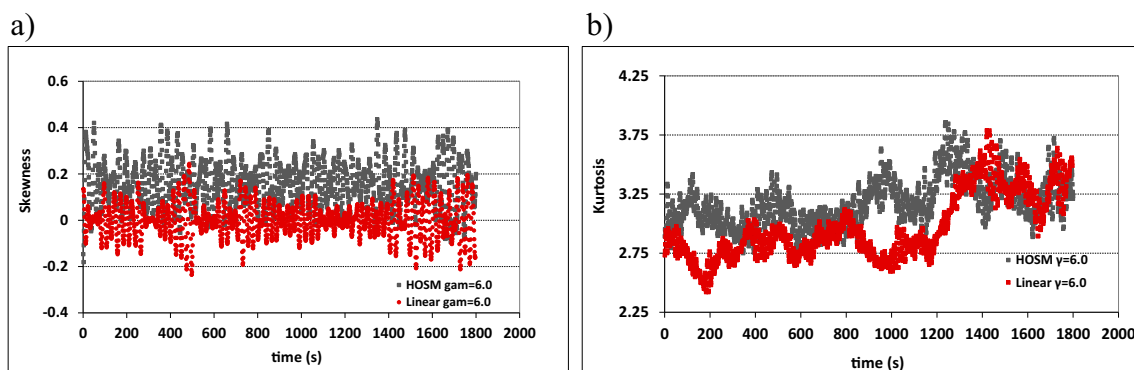 a)
0.6
0.4
0.2
0
-0.2
-0.4
Skewness
HOSM gam=6.0
Linear gam=6.0
0 200 400 600 800 1000 1200 1400 1600 1800 2000
time (s)
b)
4.25
3.75
3.25
2.75
2.25
Kurtosis
HOSM γ=6.0
Linear γ=6.0
0 200 400 600 800 1000 1200 1400 1600 1800 2000
time (s)